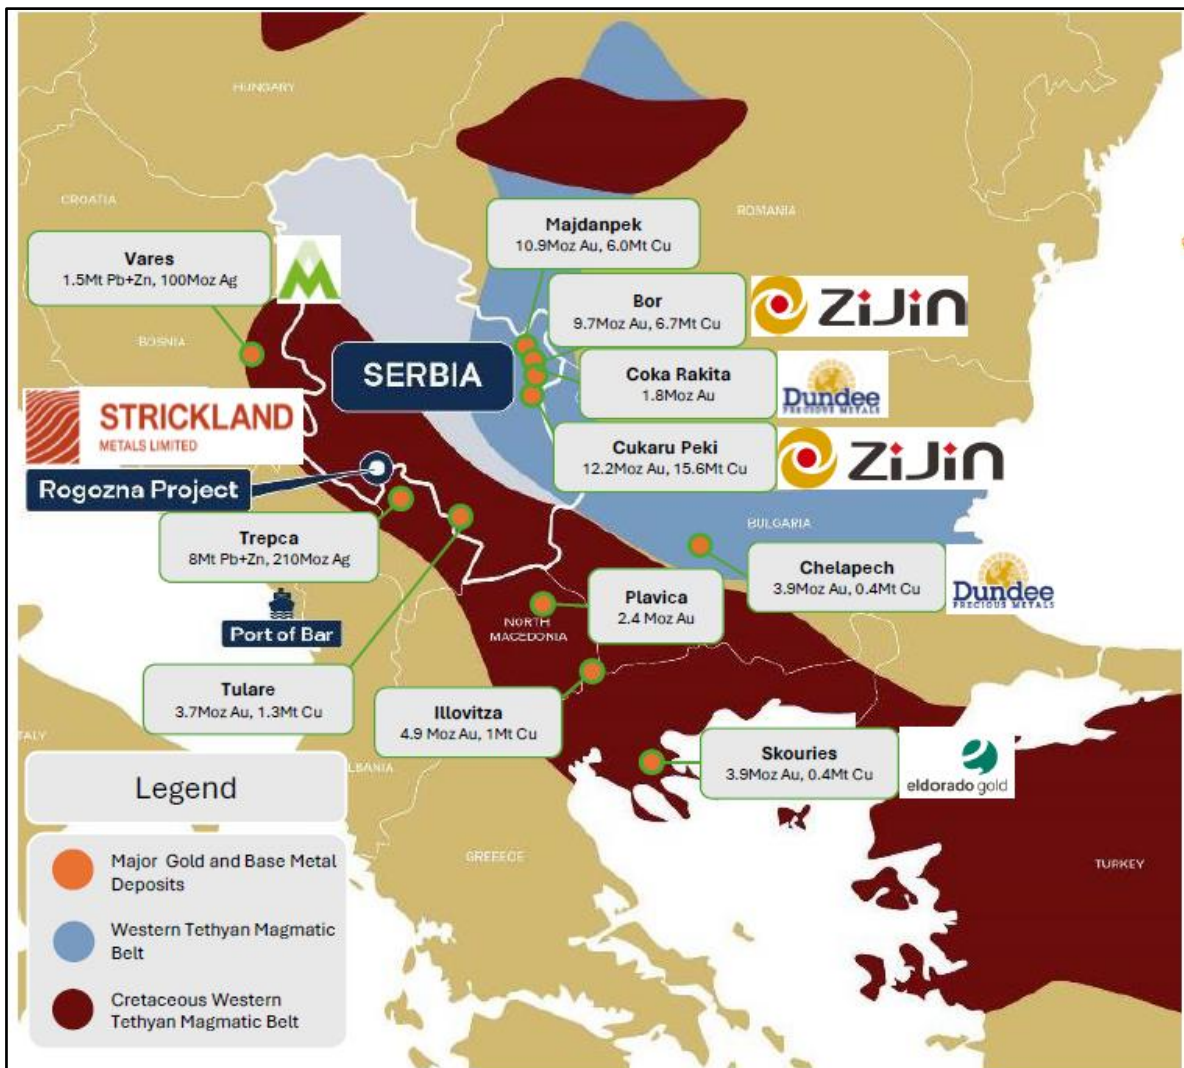 HUNGARY
CROATIA
ROMANIA
Majdanpek
10.9Moz Au, 6.0Mt Cu
Vares
1.5Mt Pb+Zn, 100Moz Ag
Bor
9.7Moz Au, 6.7Mt Cu
ZiJin
BOSNIA
SERBIA
Coka Rakita
1.8Moz Au
Dundee
PRECIOUS METALS
STRICKLAND
METALS LIMITED
Cukaru Peki
12.2Moz Au, 15.6Mt Cu
ZiJin
Rogozna Project
Trepca
8Mt Pb+Zn, 210Moz Ag
BULGARIA
Chelapech
3.9Moz Au, 0.4Mt Cu
Dundee
PRECIOUS METALS
Plavica
2.4 Moz Au
NORTH
MACEDONIA
Port of Bar
Tulare
3.7Moz Au, 1.3Mt Cu
Illovitza
4.9 Moz Au, 1Mt Cu
Skouries
3.9Moz Au, 0.4Mt Cu
eldorado gold
TALY
LBANIA
GREEECE
TURKEY
Legend
Major Gold and Base Metal
Deposits
Western Tethyan Magmatic
Belt
Cretaceous Western
Tethyan Magmatic Belt